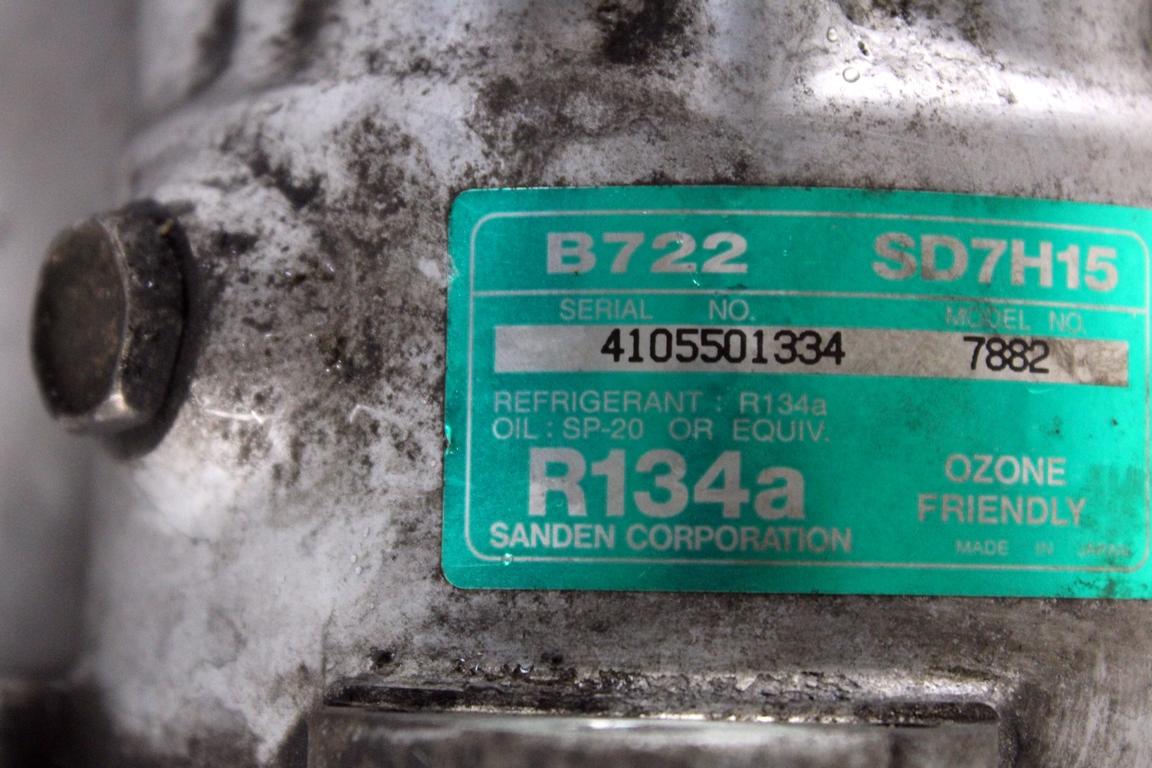 B722 SD7H15
SERIAL NO. MODEL NO.
4105501334 7882
REFRIGERANT : R134a
OIL : SP-20 OR EQUIV.
R134a
OZONE
FRIENDLY
SANDEN CORPORATION
MADE IN JAPAN